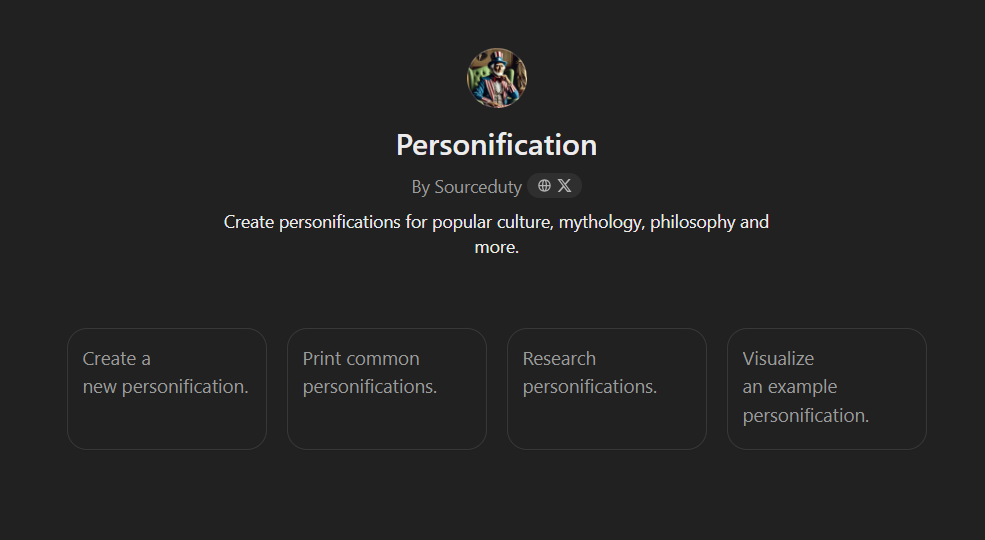 Personification
By Sourceduty
Create personifications for popular culture, mythology, philosophy and
more.
Create a
new personification.
Print common
personifications.
Research
personifications.
Visualize
an example
personification.